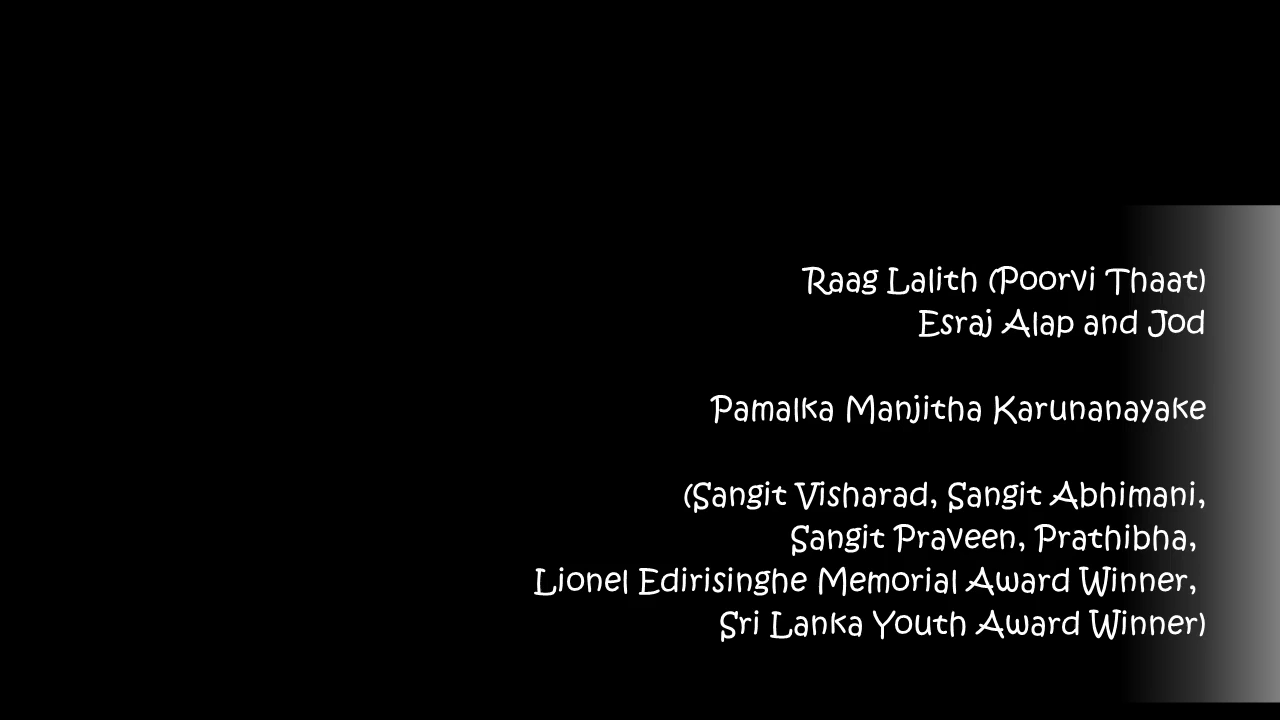 Raag Lalith (Poorvi Thaat)
Esraj Alap and Jod
Pamalka Manjitha Karunanayake
(Sangit Visharad, Sangit Abhimani,
Sangit Praveen, Prathibha,
Lionel Edirisinghe Memorial Award Winner,
Sri Lanka Youth Award Winner)